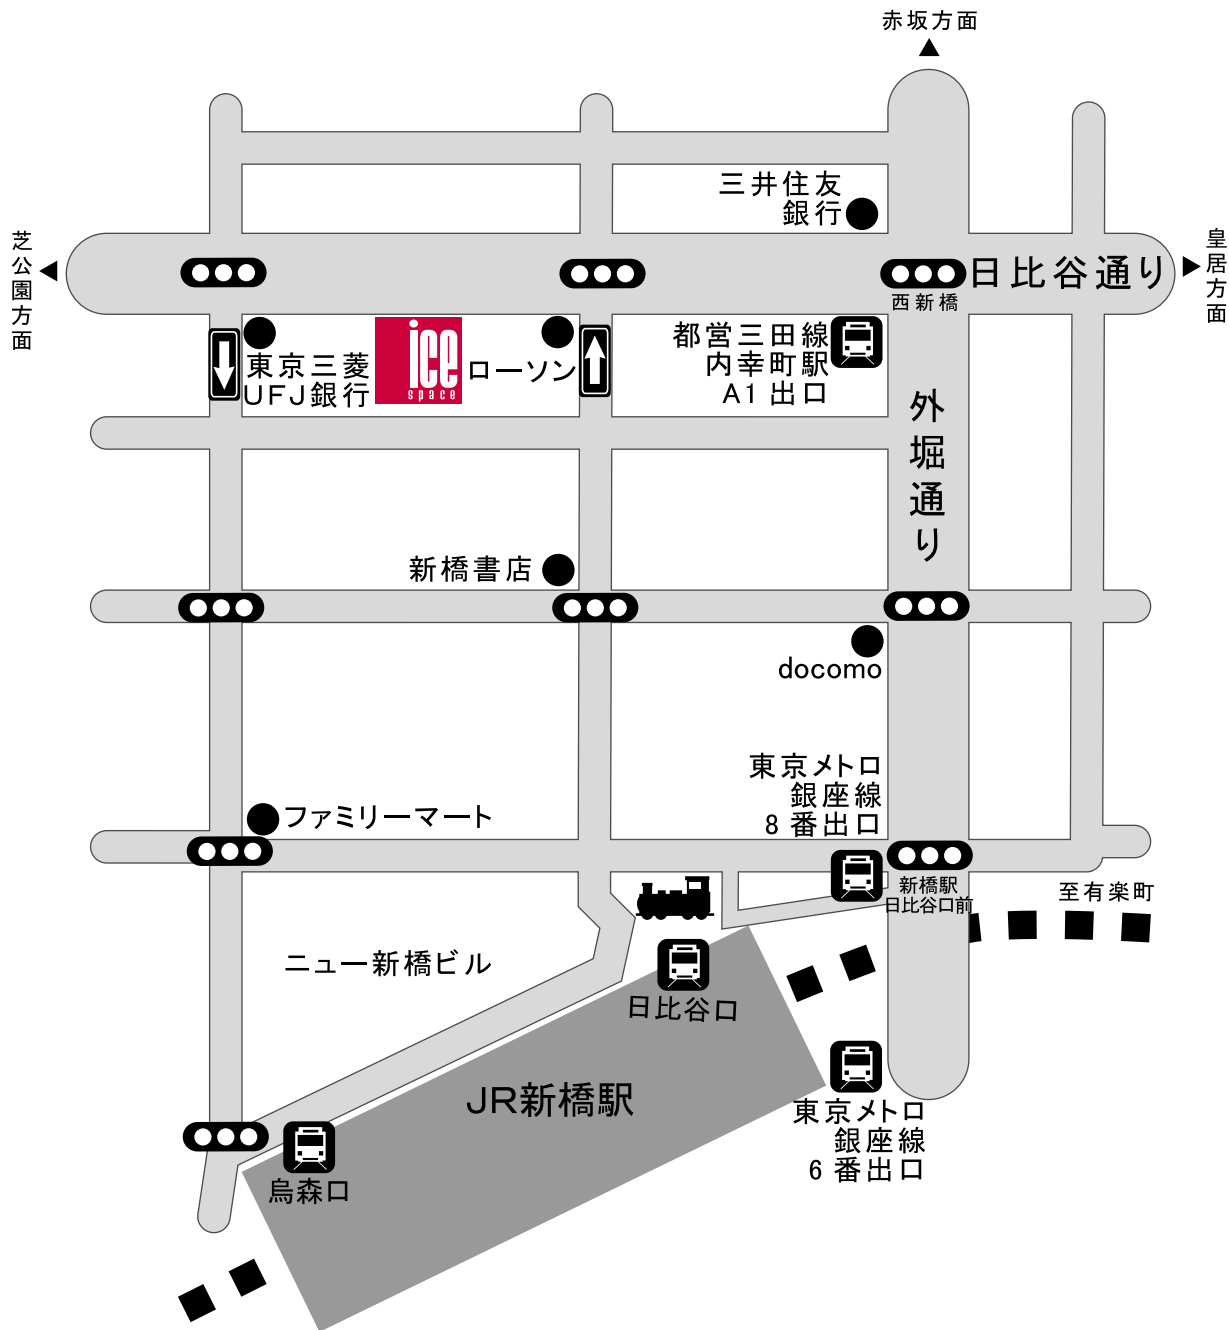 赤坂方面
三井住友
銀行
芝公園方面
皇居方面
日比谷通り
西新橋
東京三菱
UFJ銀行
ice
space
ローソン
都営三田線
内幸町駅
A1 出口
外堀通り
新橋書店
docomo
東京メトロ
銀座線
8 番出口
ファミリーマート
新橋駅
日比谷口前
至有楽町
ニュー新橋ビル
日比谷口
JR新橋駅
東京メトロ
銀座線
6 番出口
烏森口